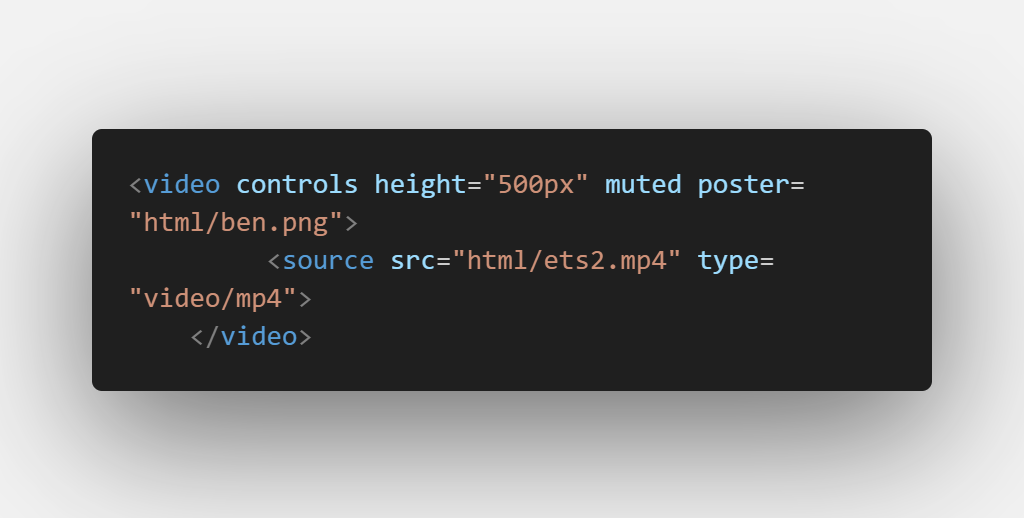 <video controls height="500px" muted poster=
"html/ben.png">
<source src="html/ets2.mp4" type=
"video/mp4">
</video>